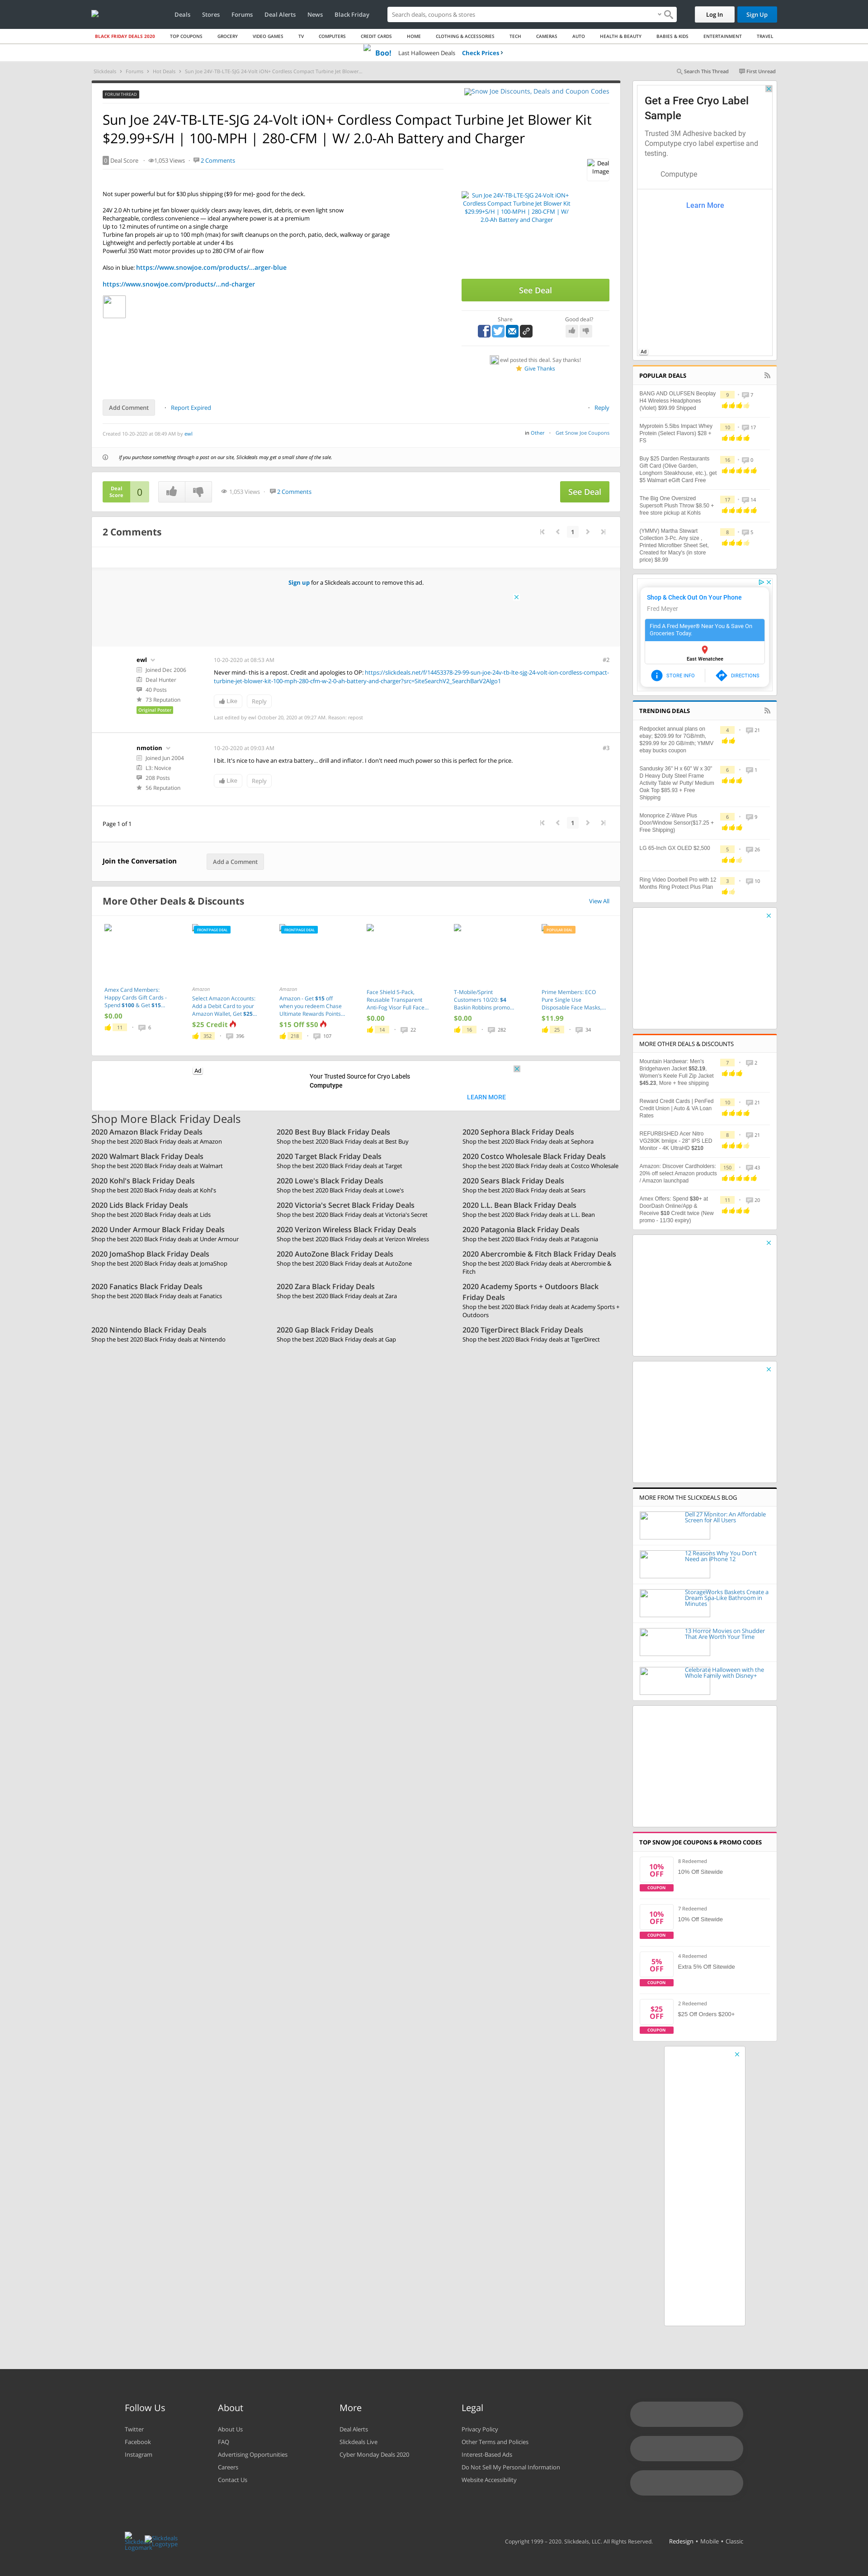 Deals
Stores
Forums
Deal Alerts
News
Black Friday
Search deals, coupons & stores
Log In
Sign Up
BLACK FRIDAY DEALS 2020
TOP COUPONS
GROCERY
VIDEO GAMES
TV
COMPUTERS
CREDIT CARDS
HOME
CLOTHING & ACCESSORIES
TECH
CAMERAS
AUTO
HEALTH & BEAUTY
BABIES & KIDS
ENTERTAINMENT
TRAVEL
Boo! Last Halloween Deals Check Prices ›
Slickdeals › Forums › Hot Deals › Sun Joe 24V-TB-LTE-SJG 24-Volt iON+ Cordless Compact Turbine Jet Blower...
Search This Thread
First Unread
FORUM THREAD
Snow Joe Discounts, Deals and Coupon Codes
Sun Joe 24V-TB-LTE-SJG 24-Volt iON+ Cordless Compact Turbine Jet Blower Kit
$29.99+S/H | 100-MPH | 280-CFM | W/ 2.0-Ah Battery and Charger
0 Deal Score
1,053 Views
2 Comments
Deal
Image
Not super powerful but for $30 plus shipping ($9 for me)- good for the deck.
24V 2.0 Ah turbine jet fan blower quickly clears away leaves, dirt, debris, or even light snow
Rechargeable, cordless convenience — ideal anywhere power is at a premium
Up to 12 minutes of runtime on a single charge
Turbine fan propels air up to 100 mph (max) for swift cleanups on the porch, patio, deck, walkway or garage
Lightweight and perfectly portable at under 4 lbs
Powerful 350 Watt motor provides up to 280 CFM of air flow
Also in blue: https://www.snowjoe.com/products/...arger-blue
https://www.snowjoe.com/products/...nd-charger
Sun Joe 24V-TB-LTE-SJG 24-Volt iON+
Cordless Compact Turbine Jet Blower Kit
$29.99+S/H | 100-MPH | 280-CFM | W/
2.0-Ah Battery and Charger
See Deal
Share
Good deal?
ewl posted this deal. Say thanks!
Give Thanks
Add Comment
Report Expired
Reply
Created 10-20-2020 at 08:49 AM by ewl
in Other
Get Snow Joe Coupons
If you purchase something through a post on our site, Slickdeals may get a small share of the sale.
Deal
Score
0
1,053 Views
2 Comments
See Deal
2 Comments
1
Sign up for a Slickdeals account to remove this ad.
ewl
Joined Dec 2006
Deal Hunter
40 Posts
73 Reputation
Original Poster
10-20-2020 at 08:53 AM
#2
Never mind- this is a repost. Credit and apologies to OP: https://slickdeals.net/f/14453378-29-99-sun-joe-24v-tb-lte-sjg-24-volt-ion-cordless-compact-
turbine-jet-blower-kit-100-mph-280-cfm-w-2-0-ah-battery-and-charger?src=SiteSearchV2_SearchBarV2Algo1
Like
Reply
Last edited by ewl October 20, 2020 at 09:27 AM. Reason: repost
nmotion
Joined Jun 2004
L3: Novice
208 Posts
56 Reputation
10-20-2020 at 09:03 AM
#3
I bit. It's nice to have an extra battery... drill and inflator. I don't need much power so this is perfect for the price.
Like
Reply
Page 1 of 1
1
Join the Conversation
Add a Comment
More Other Deals & Discounts
View All
Amex Card Members:
Happy Cards Gift Cards -
Spend $100 & Get $15...
$0.00
11
6
FRONTPAGE DEAL
Amazon
Select Amazon Accounts:
Add a Debit Card to your
Amazon Wallet, Get $25...
$25 Credit
352
396
FRONTPAGE DEAL
Amazon
Amazon - Get $15 off
when you redeem Chase
Ultimate Rewards Points...
$15 Off $50
218
107
Face Shield 5-Pack,
Reusable Transparent
Anti-Fog Visor Full Face...
$0.00
14
22
T-Mobile/Sprint
Customers 10/20: $4
Baskin Robbins promo...
$0.00
16
282
POPULAR DEAL
Prime Members: ECO
Pure Single Use
Disposable Face Masks,...
$11.99
25
34
Ad
Your Trusted Source for Cryo Labels
Computype
LEARN MORE
Shop More Black Friday Deals
2020 Amazon Black Friday Deals
Shop the best 2020 Black Friday deals at Amazon
2020 Best Buy Black Friday Deals
Shop the best 2020 Black Friday deals at Best Buy
2020 Sephora Black Friday Deals
Shop the best 2020 Black Friday deals at Sephora
2020 Walmart Black Friday Deals
Shop the best 2020 Black Friday deals at Walmart
2020 Target Black Friday Deals
Shop the best 2020 Black Friday deals at Target
2020 Costco Wholesale Black Friday Deals
Shop the best 2020 Black Friday deals at Costco Wholesale
2020 Kohl's Black Friday Deals
Shop the best 2020 Black Friday deals at Kohl's
2020 Lowe's Black Friday Deals
Shop the best 2020 Black Friday deals at Lowe's
2020 Sears Black Friday Deals
Shop the best 2020 Black Friday deals at Sears
2020 Lids Black Friday Deals
Shop the best 2020 Black Friday deals at Lids
2020 Victoria's Secret Black Friday Deals
Shop the best 2020 Black Friday deals at Victoria's Secret
2020 L.L. Bean Black Friday Deals
Shop the best 2020 Black Friday deals at L.L. Bean
2020 Under Armour Black Friday Deals
Shop the best 2020 Black Friday deals at Under Armour
2020 Verizon Wireless Black Friday Deals
Shop the best 2020 Black Friday deals at Verizon Wireless
2020 Patagonia Black Friday Deals
Shop the best 2020 Black Friday deals at Patagonia
2020 JomaShop Black Friday Deals
Shop the best 2020 Black Friday deals at JomaShop
2020 AutoZone Black Friday Deals
Shop the best 2020 Black Friday deals at AutoZone
2020 Abercrombie & Fitch Black Friday Deals
Shop the best 2020 Black Friday deals at Abercrombie &
Fitch
2020 Fanatics Black Friday Deals
Shop the best 2020 Black Friday deals at Fanatics
2020 Zara Black Friday Deals
Shop the best 2020 Black Friday deals at Zara
2020 Academy Sports + Outdoors Black
Friday Deals
Shop the best 2020 Black Friday deals at Academy Sports +
Outdoors
2020 Nintendo Black Friday Deals
Shop the best 2020 Black Friday deals at Nintendo
2020 Gap Black Friday Deals
Shop the best 2020 Black Friday deals at Gap
2020 TigerDirect Black Friday Deals
Shop the best 2020 Black Friday deals at TigerDirect
Get a Free Cryo Label
Sample
Trusted 3M Adhesive backed by
Computype cryo label expertise and
testing.
Computype
Learn More
Ad
POPULAR DEALS
BANG AND OLUFSEN Beoplay
H4 Wireless Headphones
(Violet) $99.99 Shipped
9
7
Myprotein 5.5lbs Impact Whey
Protein (Select Flavors) $28 +
FS
10
17
Buy $25 Darden Restaurants
Gift Card (Olive Garden,
Longhorn Steakhouse, etc.), get
$5 Walmart eGift Card Free
16
0
The Big One Oversized
Supersoft Plush Throw $8.50 +
free store pickup at Kohls
17
14
(YMMV) Martha Stewart
Collection 3-Pc. Any size ,
Printed Microfiber Sheet Set,
Created for Macy's (in store
price) $8.99
8
5
Shop & Check Out On Your Phone
Fred Meyer
Find A Fred Meyer® Near You & Save On
Groceries Today.
East Wenatchee
STORE INFO
DIRECTIONS
TRENDING DEALS
Redpocket annual plans on
ebay: $209.99 for 7GB/mth,
$299.99 for 20 GB/mth; YMMV
ebay bucks coupon
4
21
Sandusky 36" H x 60" W x 30"
D Heavy Duty Steel Frame
Activity Table w/ Putty/ Medium
Oak Top $85.93 + Free
Shipping
6
1
Monoprice Z-Wave Plus
Door/Window Sensor($17.25 +
Free Shipping)
6
9
LG 65-Inch GX OLED $2,500
5
26
Ring Video Doorbell Pro with 12
Months Ring Protect Plus Plan
3
10
MORE OTHER DEALS & DISCOUNTS
Mountain Hardwear: Men's
Bridgehaven Jacket $52.19,
Women's Keele Full Zip Jacket
$45.23, More + free shipping
7
2
Reward Credit Cards | PenFed
Credit Union | Auto & VA Loan
Rates
10
21
REFURBISHED Acer Nitro
VG280K bmiipx - 28" IPS LED
Monitor - 4K UltraHD $210
8
21
Amazon: Discover Cardholders:
20% off select Amazon products
/ Amazon launchpad
150
43
Amex Offers: Spend $30+ at
DoorDash Online/App &
Receive $10 Credit twice (New
promo - 11/30 expiry)
11
20
MORE FROM THE SLICKDEALS BLOG
Dell 27 Monitor: An Affordable
Screen for All Users
12 Reasons Why You Don't
Need an iPhone 12
StorageWorks Baskets Create a
Dream Spa-Like Bathroom in
Minutes
13 Horror Movies on Shudder
That Are Worth Your Time
Celebrate Halloween with the
Whole Family with Disney+
TOP SNOW JOE COUPONS & PROMO CODES
10%
OFF
COUPON
8 Redeemed
10% Off Sitewide
10%
OFF
COUPON
7 Redeemed
10% Off Sitewide
5%
OFF
COUPON
4 Redeemed
Extra 5% Off Sitewide
$25
OFF
COUPON
2 Redeemed
$25 Off Orders $200+
Follow Us
Twitter
Facebook
Instagram
About
About Us
FAQ
Advertising Opportunities
Careers
Contact Us
More
Deal Alerts
Slickdeals Live
Cyber Monday Deals 2020
Legal
Privacy Policy
Other Terms and Policies
Interest-Based Ads
Do Not Sell My Personal Information
Website Accessibility
Slickdeals
Logotype
Copyright 1999 – 2020. Slickdeals, LLC. All Rights Reserved.
Redesign • Mobile • Classic